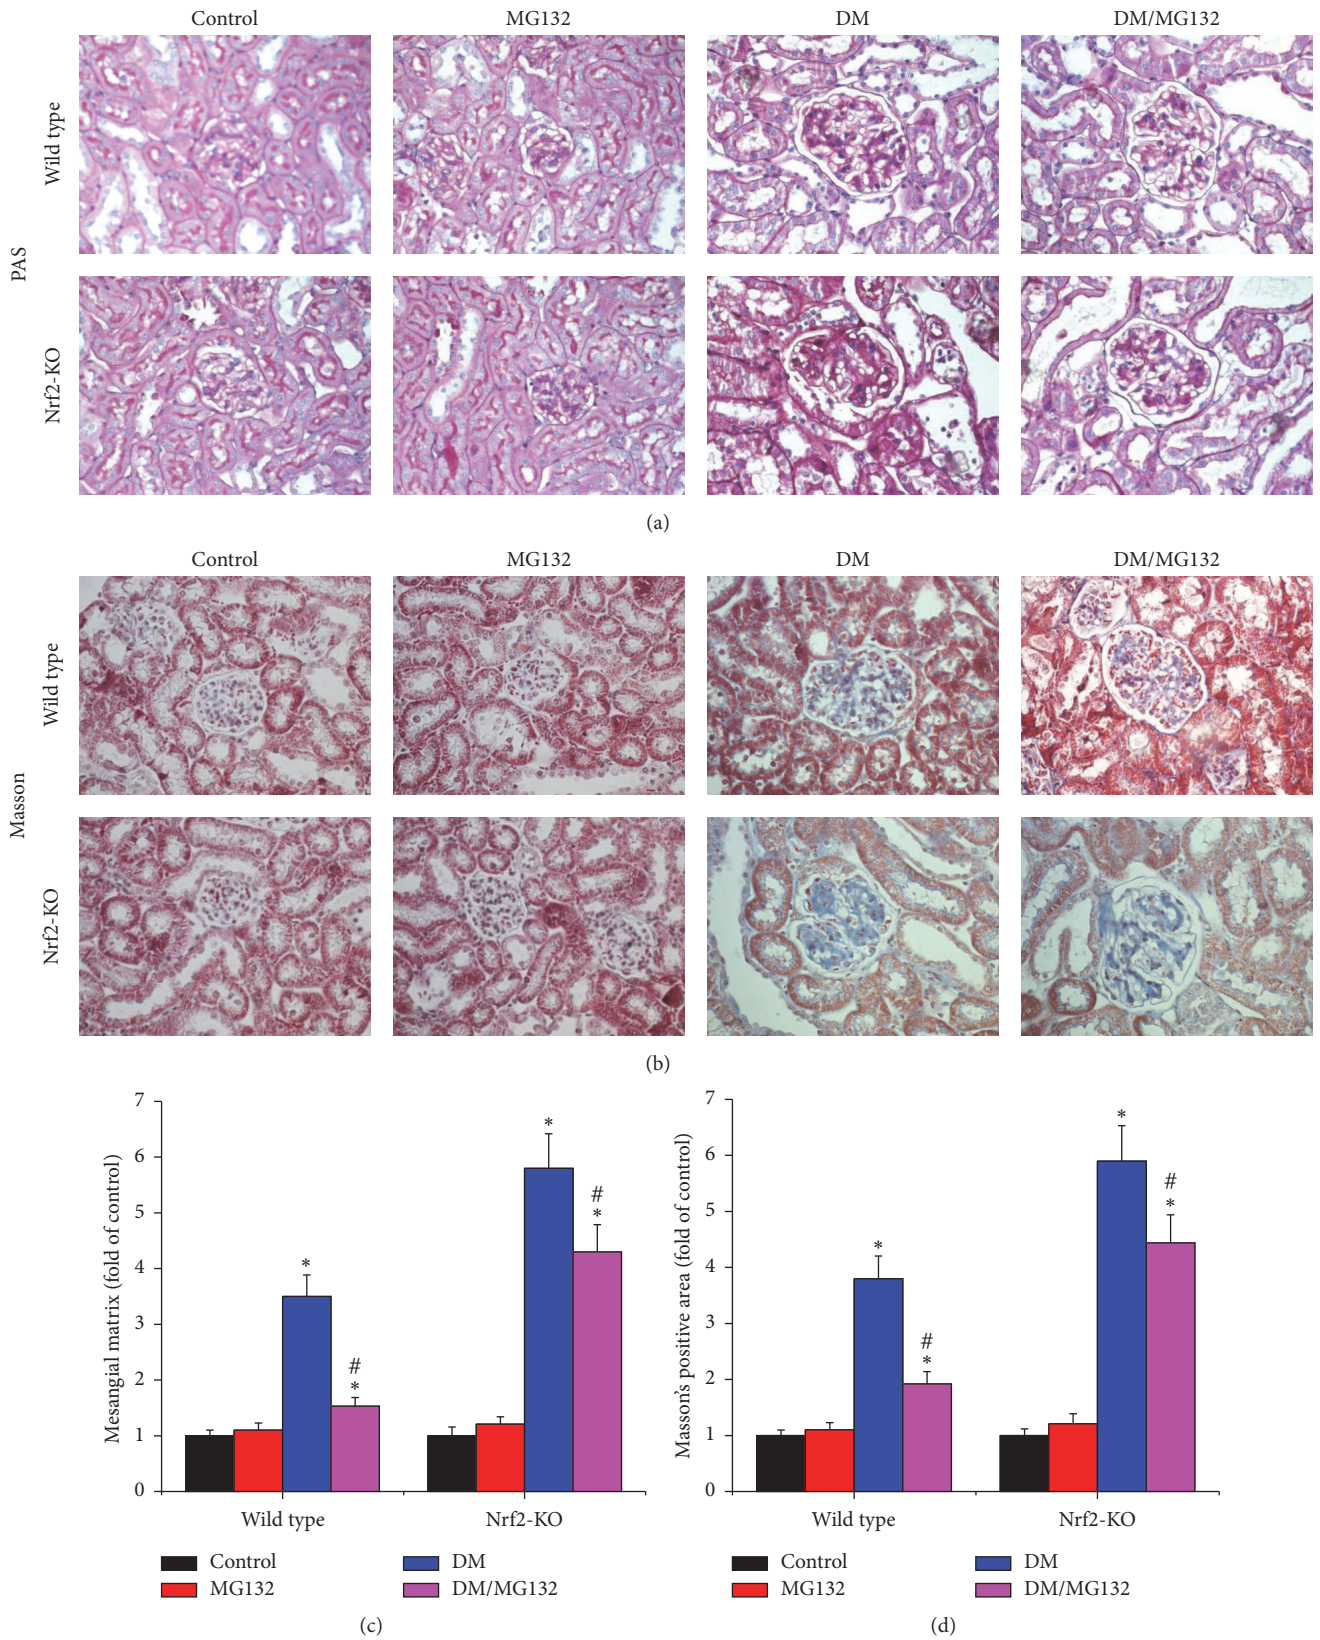 Control MG132 DM DM/MG132
PAS
Wild type
Nrf2-KO
(a)
Control MG132 DM DM/MG132
Masson
Wild type
Nrf2-KO
(b)
Mesangial matrix (fold of control)
7
6
5
4
3
2
1
0
*
#
*
*
#
*
Wild type Nrf2-KO
Control DM
MG132 DM/MG132
(c)
Masson's positive area (fold of control)
7
6
5
4
3
2
1
0
*
#
*
*
#
*
Wild type Nrf2-KO
Control DM
MG132 DM/MG132
(d)